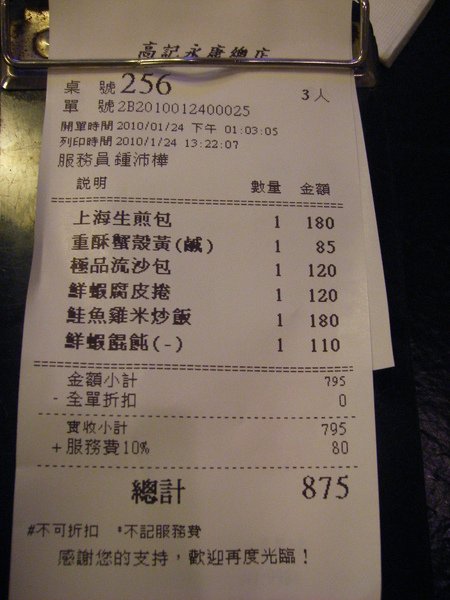 高記永康總店
桌 號 256 3 人
單 號 2B2010012400025
開單時間 2010/01/24 下午 01:03:05
列印時間 2010/1/24 13:22:07
服務員 鍾沛樺
說明 數量 金額
上海生煎包 1 180
重酥蟹殼黃(鹹) 1 85
極品流沙包 1 120
鮮蝦腐皮捲 1 120
鮭魚雞米炒飯 1 180
鮮蝦餛飩(-) 1 110
金額小計 795
- 全單折扣 0
實收小計 795
+ 服務費10% 80
總計 875
#不可折扣 *不記服務費
感謝您的支持，歡迎再度光臨！